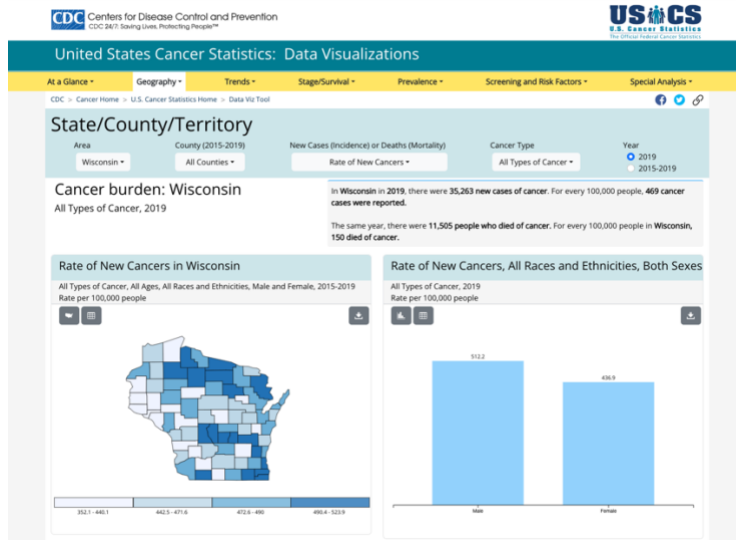 CDC Centers for Disease Control and Prevention
CDC 24/7: Saving Lives, Protecting People™
USCS
U.S. Cancer Statistics
The Official Federal Cancer Statistics
United States Cancer Statistics: Data Visualizations
At a Glance Geography Trends Stage/Survival Prevalence Screening and Risk Factors Special Analysis
CDC > Cancer Home > U.S. Cancer Statistics Home > Data Viz Tool
State/County/Territory
Area County (2015-2019) New Cases (Incidence) or Deaths (Mortality) Cancer Type Year
Wisconsin All Counties Rate of New Cancers All Types of Cancer 2019
2015-2019
Cancer burden: Wisconsin
All Types of Cancer, 2019
In Wisconsin in 2019, there were 35,263 new cases of cancer. For every 100,000 people, 469 cancer
cases were reported.
The same year, there were 11,505 people who died of cancer. For every 100,000 people in Wisconsin,
150 died of cancer.
Rate of New Cancers in Wisconsin
All Types of Cancer, All Ages, All Races and Ethnicities, Male and Female, 2015-2019
Rate per 100,000 people
352.1 - 440.1 442.5 - 471.6 472.6 - 490 490.4 - 523.9
Rate of New Cancers, All Races and Ethnicities, Both Sexes
All Types of Cancer, 2019
Rate per 100,000 people
512.2
436.9
Male Female